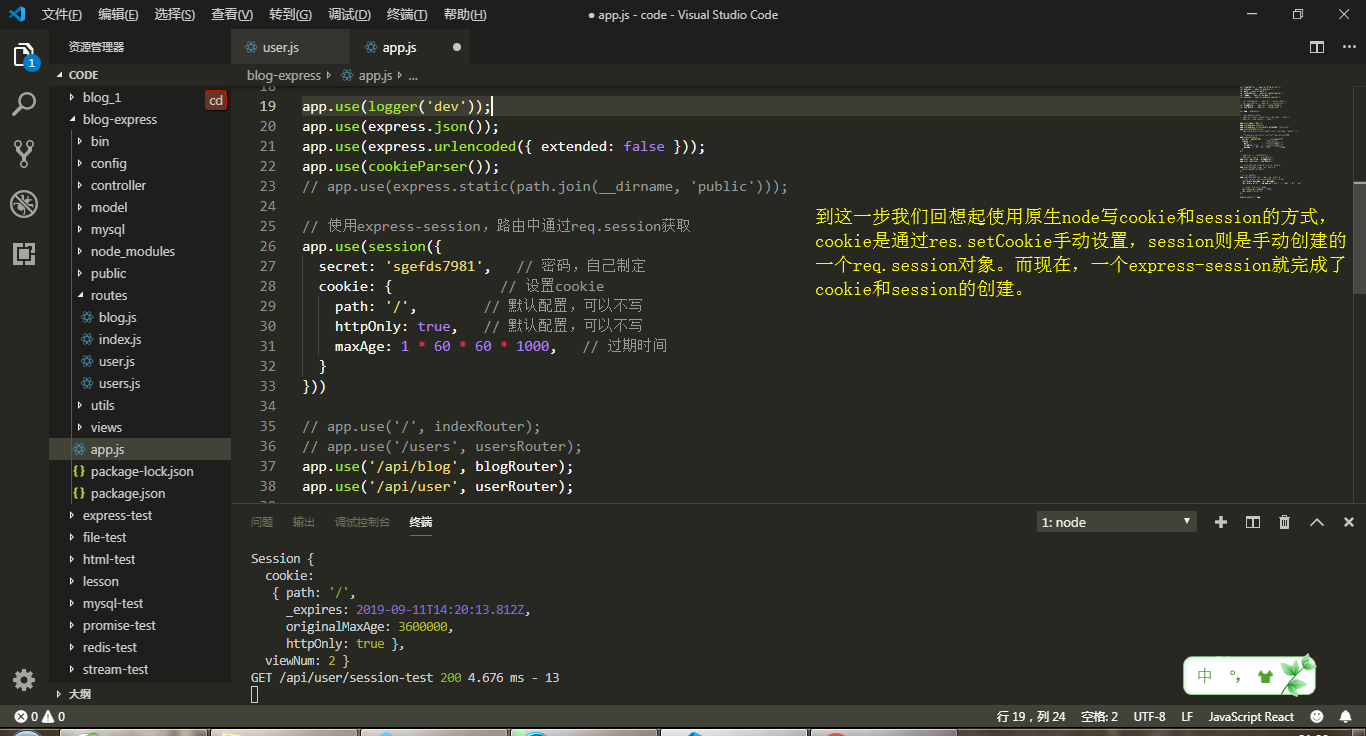 文件(F) 编辑(E) 选择(S) 查看(V) 转到(G) 调试(D) 终端(T) 帮助(H)
● app.js - code - Visual Studio Code
资源管理器
user.js
app.js
1
CODE
blog-express
app.js
...
blog_1
cd
blog-express
bin
config
controller
model
mysql
node_modules
public
routes
blog.js
index.js
user.js
users.js
utils
views
app.js
package-lock.json
package.json
express-test
file-test
html-test
lesson
mysql-test
promise-test
redis-test
stream-test
大纲
18
19 app.use(logger('dev'));
20 app.use(express.json());
21 app.use(express.urlencoded({ extended: false }));
22 app.use(cookieParser());
23 // app.use(express.static(path.join(__dirname, 'public')));
24
25 // 使用express-session，路由中通过req.session获取
26 app.use(session({
27 secret: 'sgefds7981', // 密码，自己制定
28 cookie: { // 设置cookie
29 path: '/', // 默认配置，可以不写
30 httpOnly: true, // 默认配置，可以不写
31 maxAge: 1 * 60 * 60 * 1000, // 过期时间
32 }
33 }))
34
35 // app.use('/', indexRouter);
36 // app.use('/users', usersRouter);
37 app.use('/api/blog', blogRouter);
38 app.use('/api/user', userRouter);
到这一步我们回想起使用原生node写cookie和session的方式，
cookie是通过res.setCookie手动设置，session则是手动创建的
一个req.session对象。而现在，一个express-session就完成了
cookie和session的创建。
问题 输出 调试控制台 终端
1: node
Session {
cookie:
{ path: '/',
_expires: 2019-09-11T14:20:13.812Z,
originalMaxAge: 3600000,
httpOnly: true },
viewNum: 2 }
GET /api/user/session-test 200 4.676 ms - 13
中 °,
0 0
行 19，列 24 空格: 2 UTF-8 LF JavaScript React